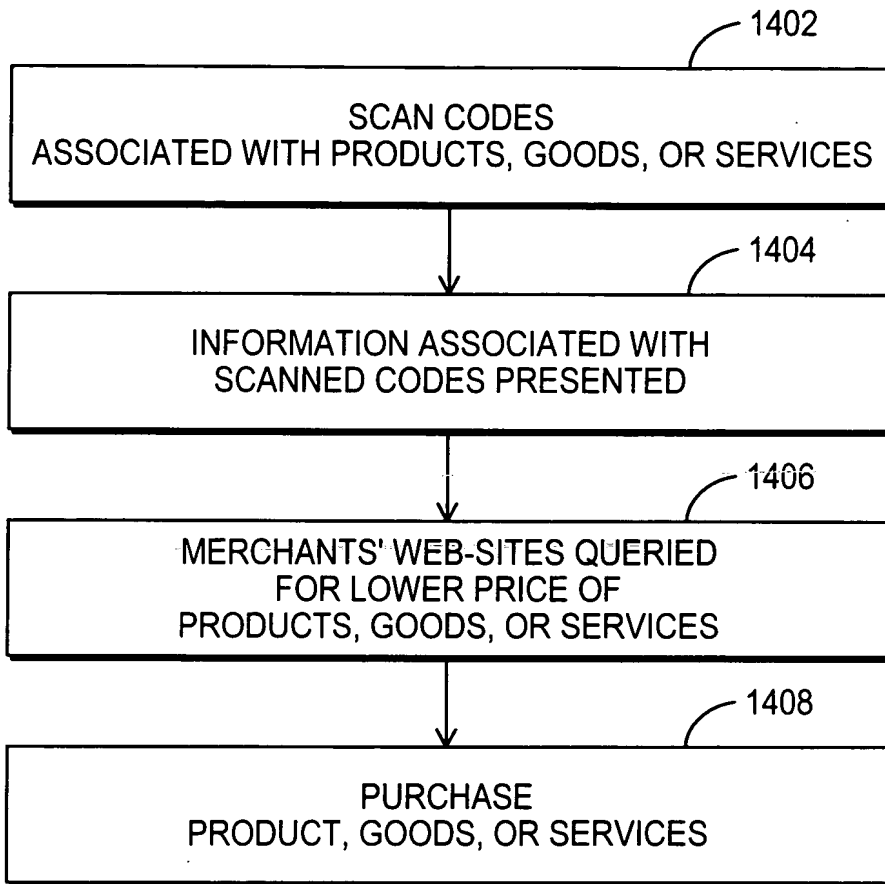 1402
SCAN CODES
ASSOCIATED WITH PRODUCTS, GOODS, OR SERVICES
1404
INFORMATION ASSOCIATED WITH
SCANNED CODES PRESENTED
1406
MERCHANTS' WEB-SITES QUERIED
FOR LOWER PRICE OF
PRODUCTS, GOODS, OR SERVICES
1408
PURCHASE
PRODUCT, GOODS, OR SERVICES